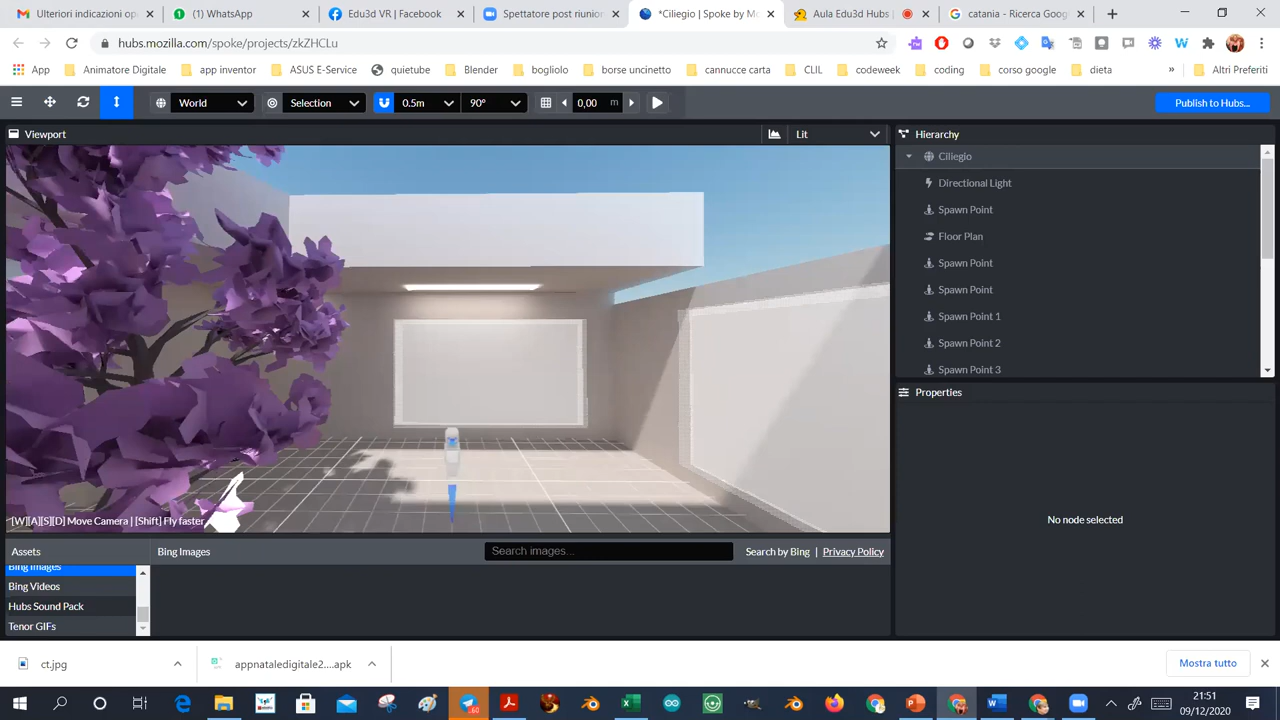 Ulteriori indicazioni op
(1) WhatsApp
Edu3d VR | Facebook
Spettatore post riunion
*Ciliegio | Spoke by Mo
Aula Edu3d Hubs |
catania - Ricerca Goog
hubs.mozilla.com/spoke/projects/zkZHCLu
App
Animatore Digitale
app inventor
ASUS E-Service
quietube
Blender
bogliolo
borse uncinetto
cannucce carta
CLIL
codeweek
coding
corso google
dieta
»
Altri Preferiti
World
Selection
0.5m
90°
0,00 m
Publish to Hubs...
Viewport
Lit
Hierarchy
Ciliegio
Directional Light
Spawn Point
Floor Plan
Spawn Point
Spawn Point
Spawn Point 1
Spawn Point 2
Spawn Point 3
Properties
No node selected
[W][A][S][D] Move Camera | [Shift] Fly faster
Assets
Bing Images
Search images...
Search by Bing | Privacy Policy
Bing Images
Bing Videos
Hubs Sound Pack
Tenor GIFs
ct.jpg
appnataledigitale2....apk
Mostra tutto
21:51
09/12/2020